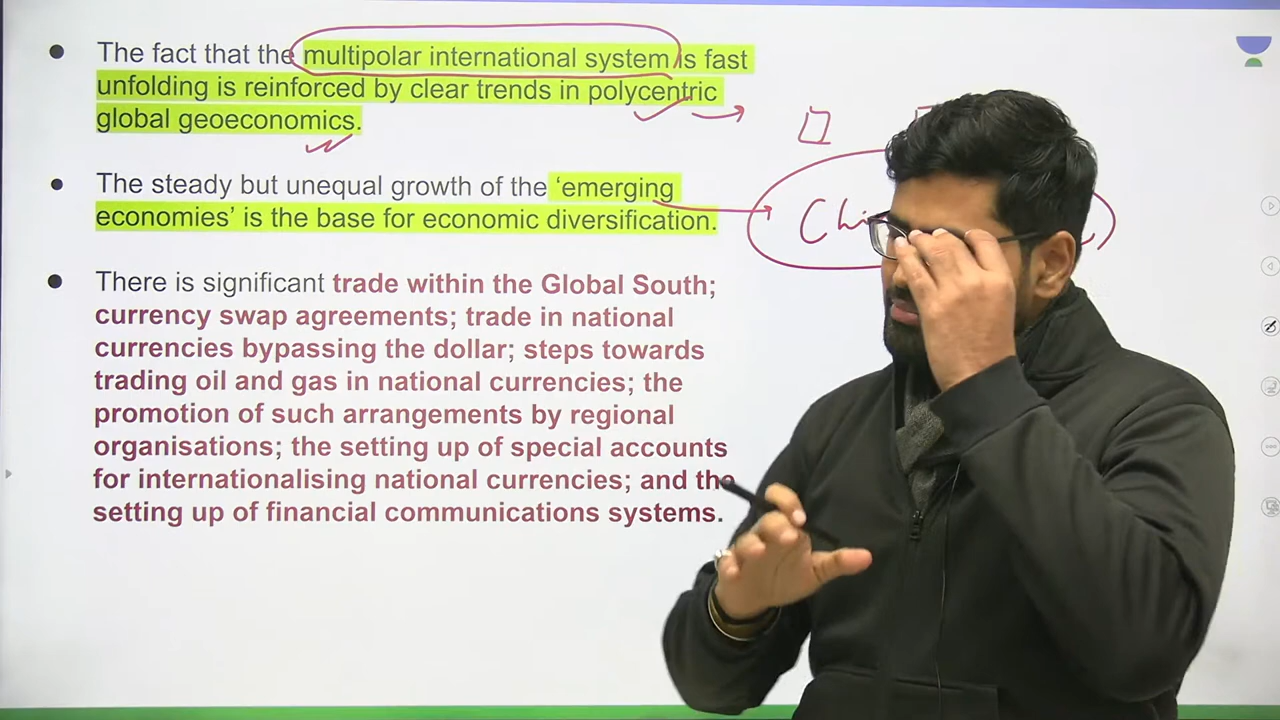 The fact that the multipolar international system is fast
unfolding is reinforced by clear trends in polycentric
global geoeconomics.
The steady but unequal growth of the 'emerging
economies' is the base for economic diversification.
There is significant trade within the Global South;
currency swap agreements; trade in national
currencies bypassing the dollar; steps towards
trading oil and gas in national currencies; the
promotion of such arrangements by regional
organisations; the setting up of special accounts
for internationalising national currencies; and the
setting up of financial communications systems.